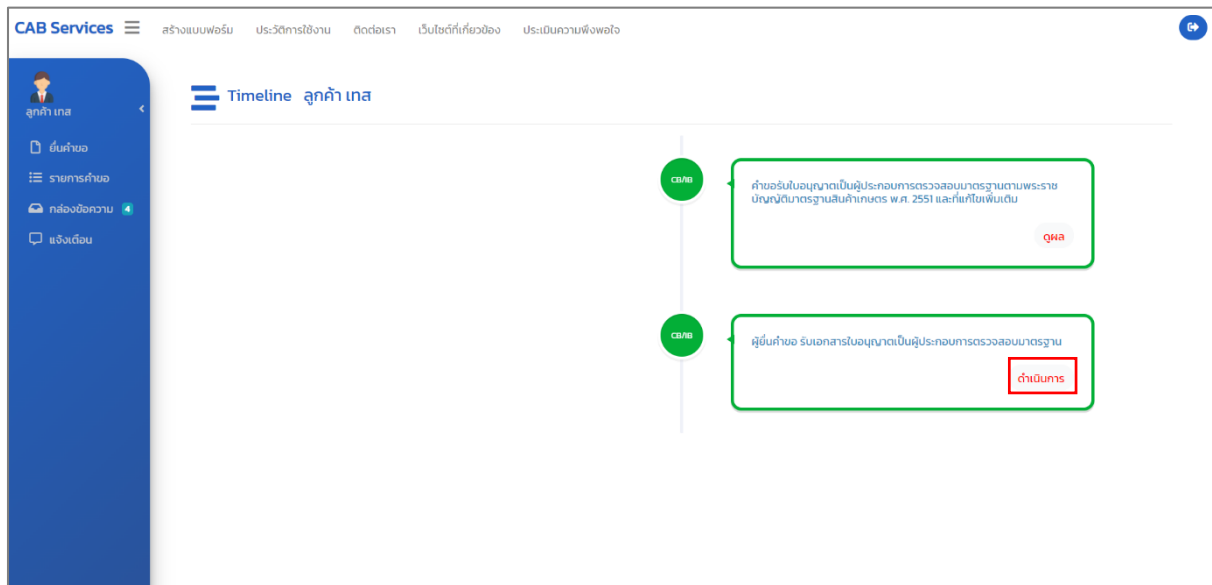 CAB Services สร้างแบบฟอร์ม ประวัติการใช้งาน ติดต่อเรา เว็บไซต์ที่เกี่ยวข้อง ประเมินความพึงพอใจ
ลูกค้า เทส
ยื่นคำขอ
รายการคำขอ
กล่องข้อความ 4
แจ้งเตือน
Timeline ลูกค้า เทส
CB/IB
คำขอรับใบอนุญาตเป็นผู้ประกอบการตรวจสอบมาตรฐานตามพระราช
บัญญัติมาตรฐานสินค้าเกษตร พ.ศ. 2551 และที่แก้ไขเพิ่มเติม
ดูผล
CB/IB
ผู้ยื่นคำขอ รับเอกสารใบอนุญาตเป็นผู้ประกอบการตรวจสอบมาตรฐาน
ดำเนินการ